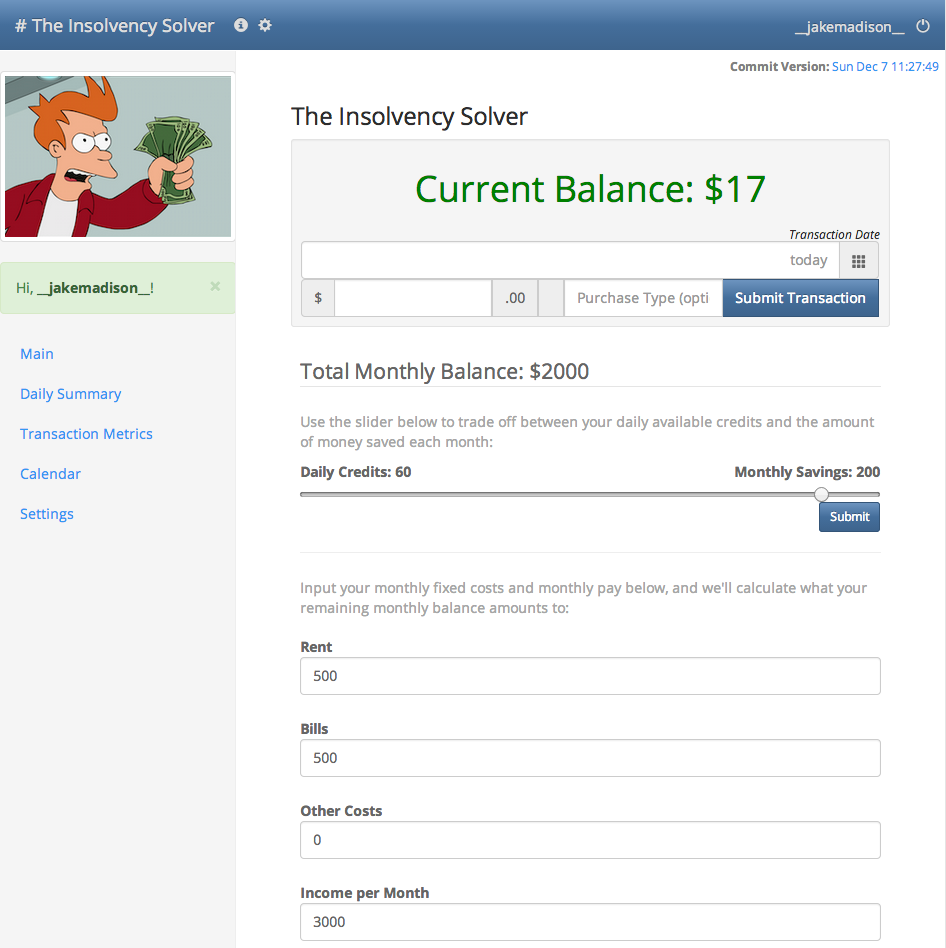 # The Insolvency Solver
__jakemadison__
Commit Version: Sun Dec 7 11:27:49
Hi, __jakemadison__!
×
Main
Daily Summary
Transaction Metrics
Calendar
Settings
The Insolvency Solver
Current Balance: $17
Transaction Date
today
$
.00
Purchase Type (opti
Submit Transaction
Total Monthly Balance: $2000
Use the slider below to trade off between your daily available credits and the amount
of money saved each month:
Daily Credits: 60
Monthly Savings: 200
Submit
Input your monthly fixed costs and monthly pay below, and we'll calculate what your
remaining monthly balance amounts to:
Rent
500
Bills
500
Other Costs
0
Income per Month
3000